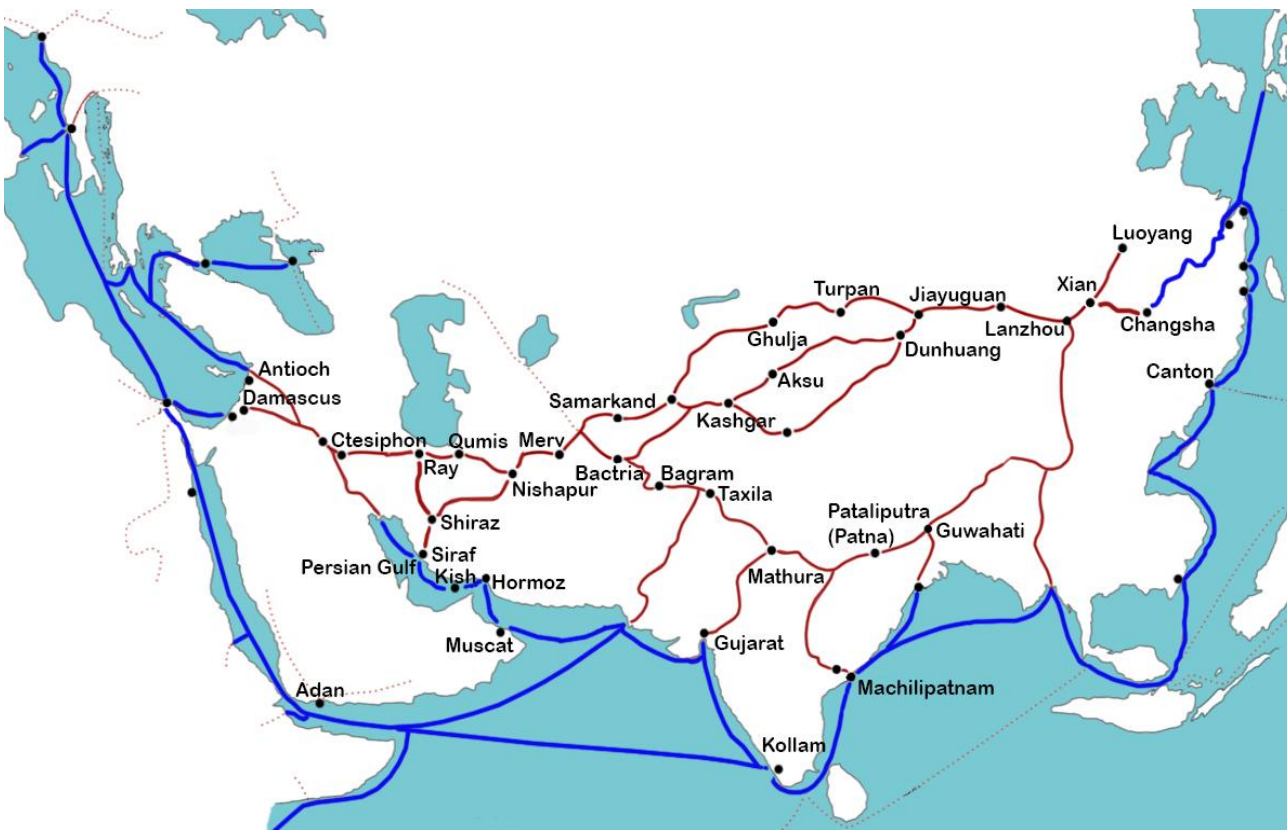 Luoyang
Turpan
Jiayuguan
Xian
Ghulja
Lanzhou
Changsha
Dunhuang
Antioch
Aksu
Canton
Damascus
Samarkand
Kashgar
Ctesiphon
Qumis
Merv
Ray
Bactria
Bagram
Nishapur
Taxila
Pataliputra
(Patna)
Shiraz
Guwahati
Siraf
Persian Gulf
Kish
Hormoz
Mathura
Muscat
Gujarat
Adan
Machilipatnam
Kollam